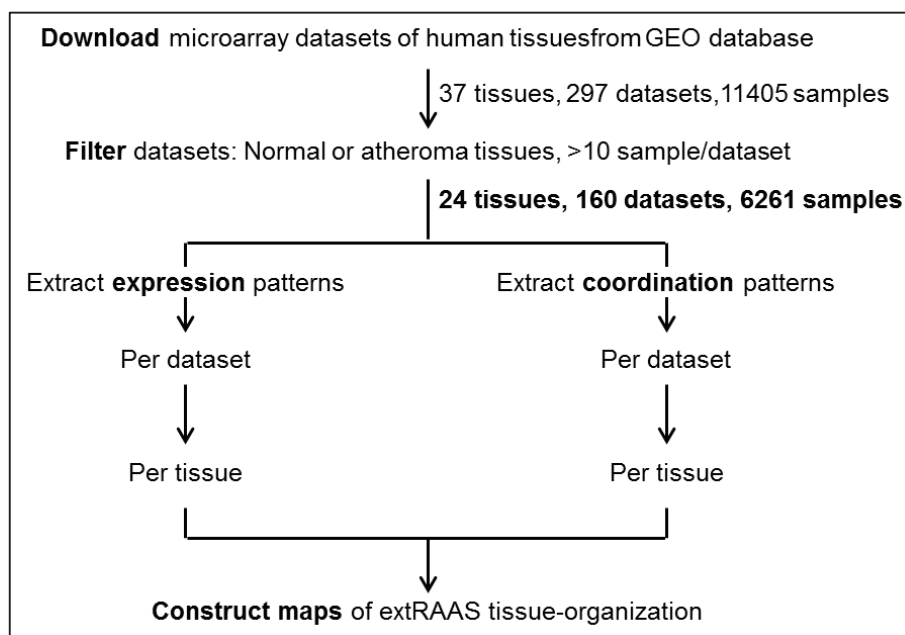 Download microarray datasets of human tissuesfrom GEO database
37 tissues, 297 datasets,11405 samples
Filter datasets: Normal or atheroma tissues, >10 sample/dataset
24 tissues, 160 datasets, 6261 samples
Extract expression patterns
Extract coordination patterns
Per dataset
Per dataset
Per tissue
Per tissue
Construct maps of extRAAS tissue-organization